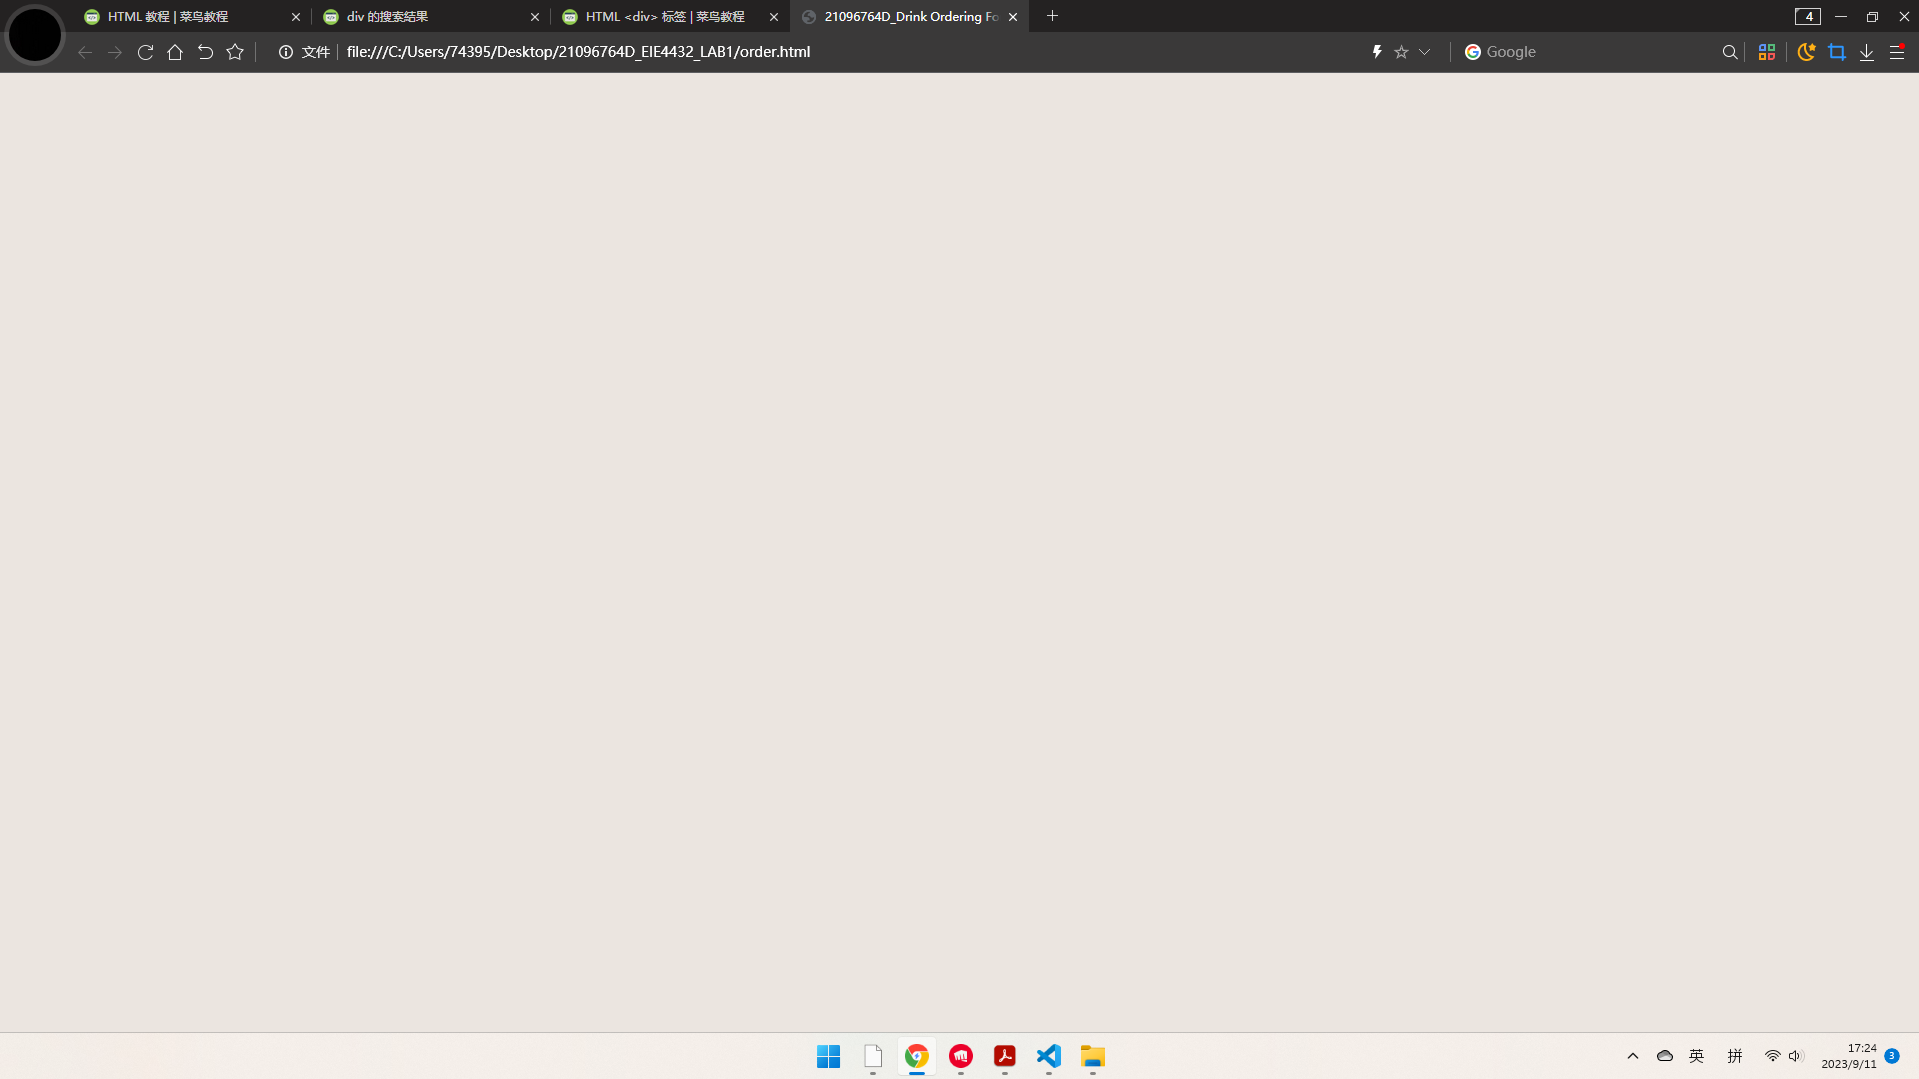 HTML 教程 | 菜鸟教程
div 的搜索结果
HTML <div> 标签 | 菜鸟教程
21096764D_Drink Ordering Fo
4
文件
file:///C:/Users/74395/Desktop/21096764D_EIE4432_LAB1/order.html
Google
英
拼
17:24
2023/9/11
3